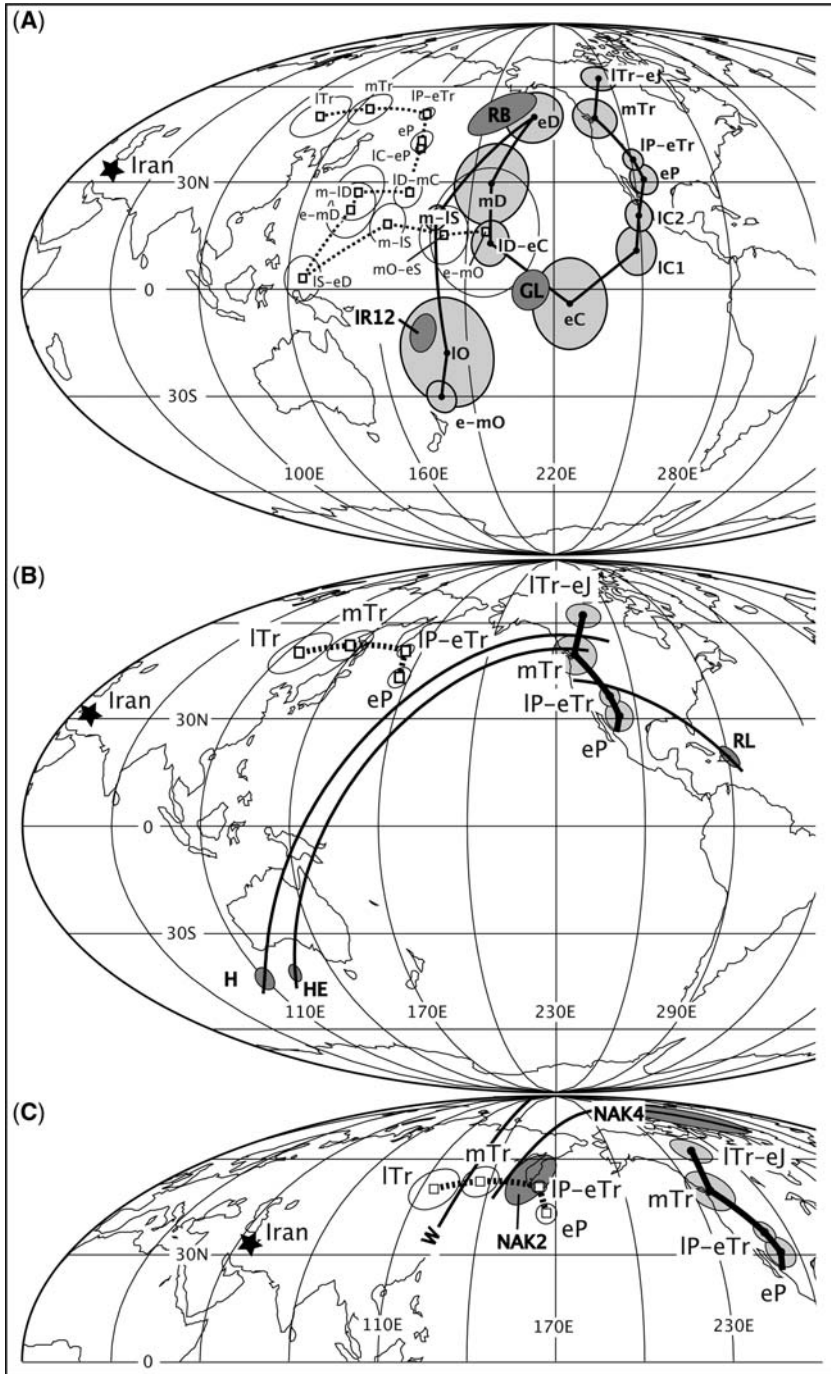 (A)
lTr-eJ
lTr
mTr
lP-eTr
RB
eD
mTr
eP
lP-eTr
Iran
lC-eP
eP
30N
m-lD
lD-mC
mD
lC2
e-mD
m-lS
m-lS
lD-eC
lC1
mO-eS
e-mO
lS-eD
0
GL
eC
IR12
lO
30S
e-mO
100E
160E
220E
280E
(B)
lTr-eJ
mTr
lTr
lP-eTr
mTr
Iran
eP
lP-eTr
30N
eP
RL
0
30S
H
HE
110E
170E
230E
290E
(C)
NAK4
mTr
lTr-eJ
lTr
lP-eTr
mTr
Iran
eP
lP-eTr
W
NAK2
30N
eP
110E
170E
230E
0